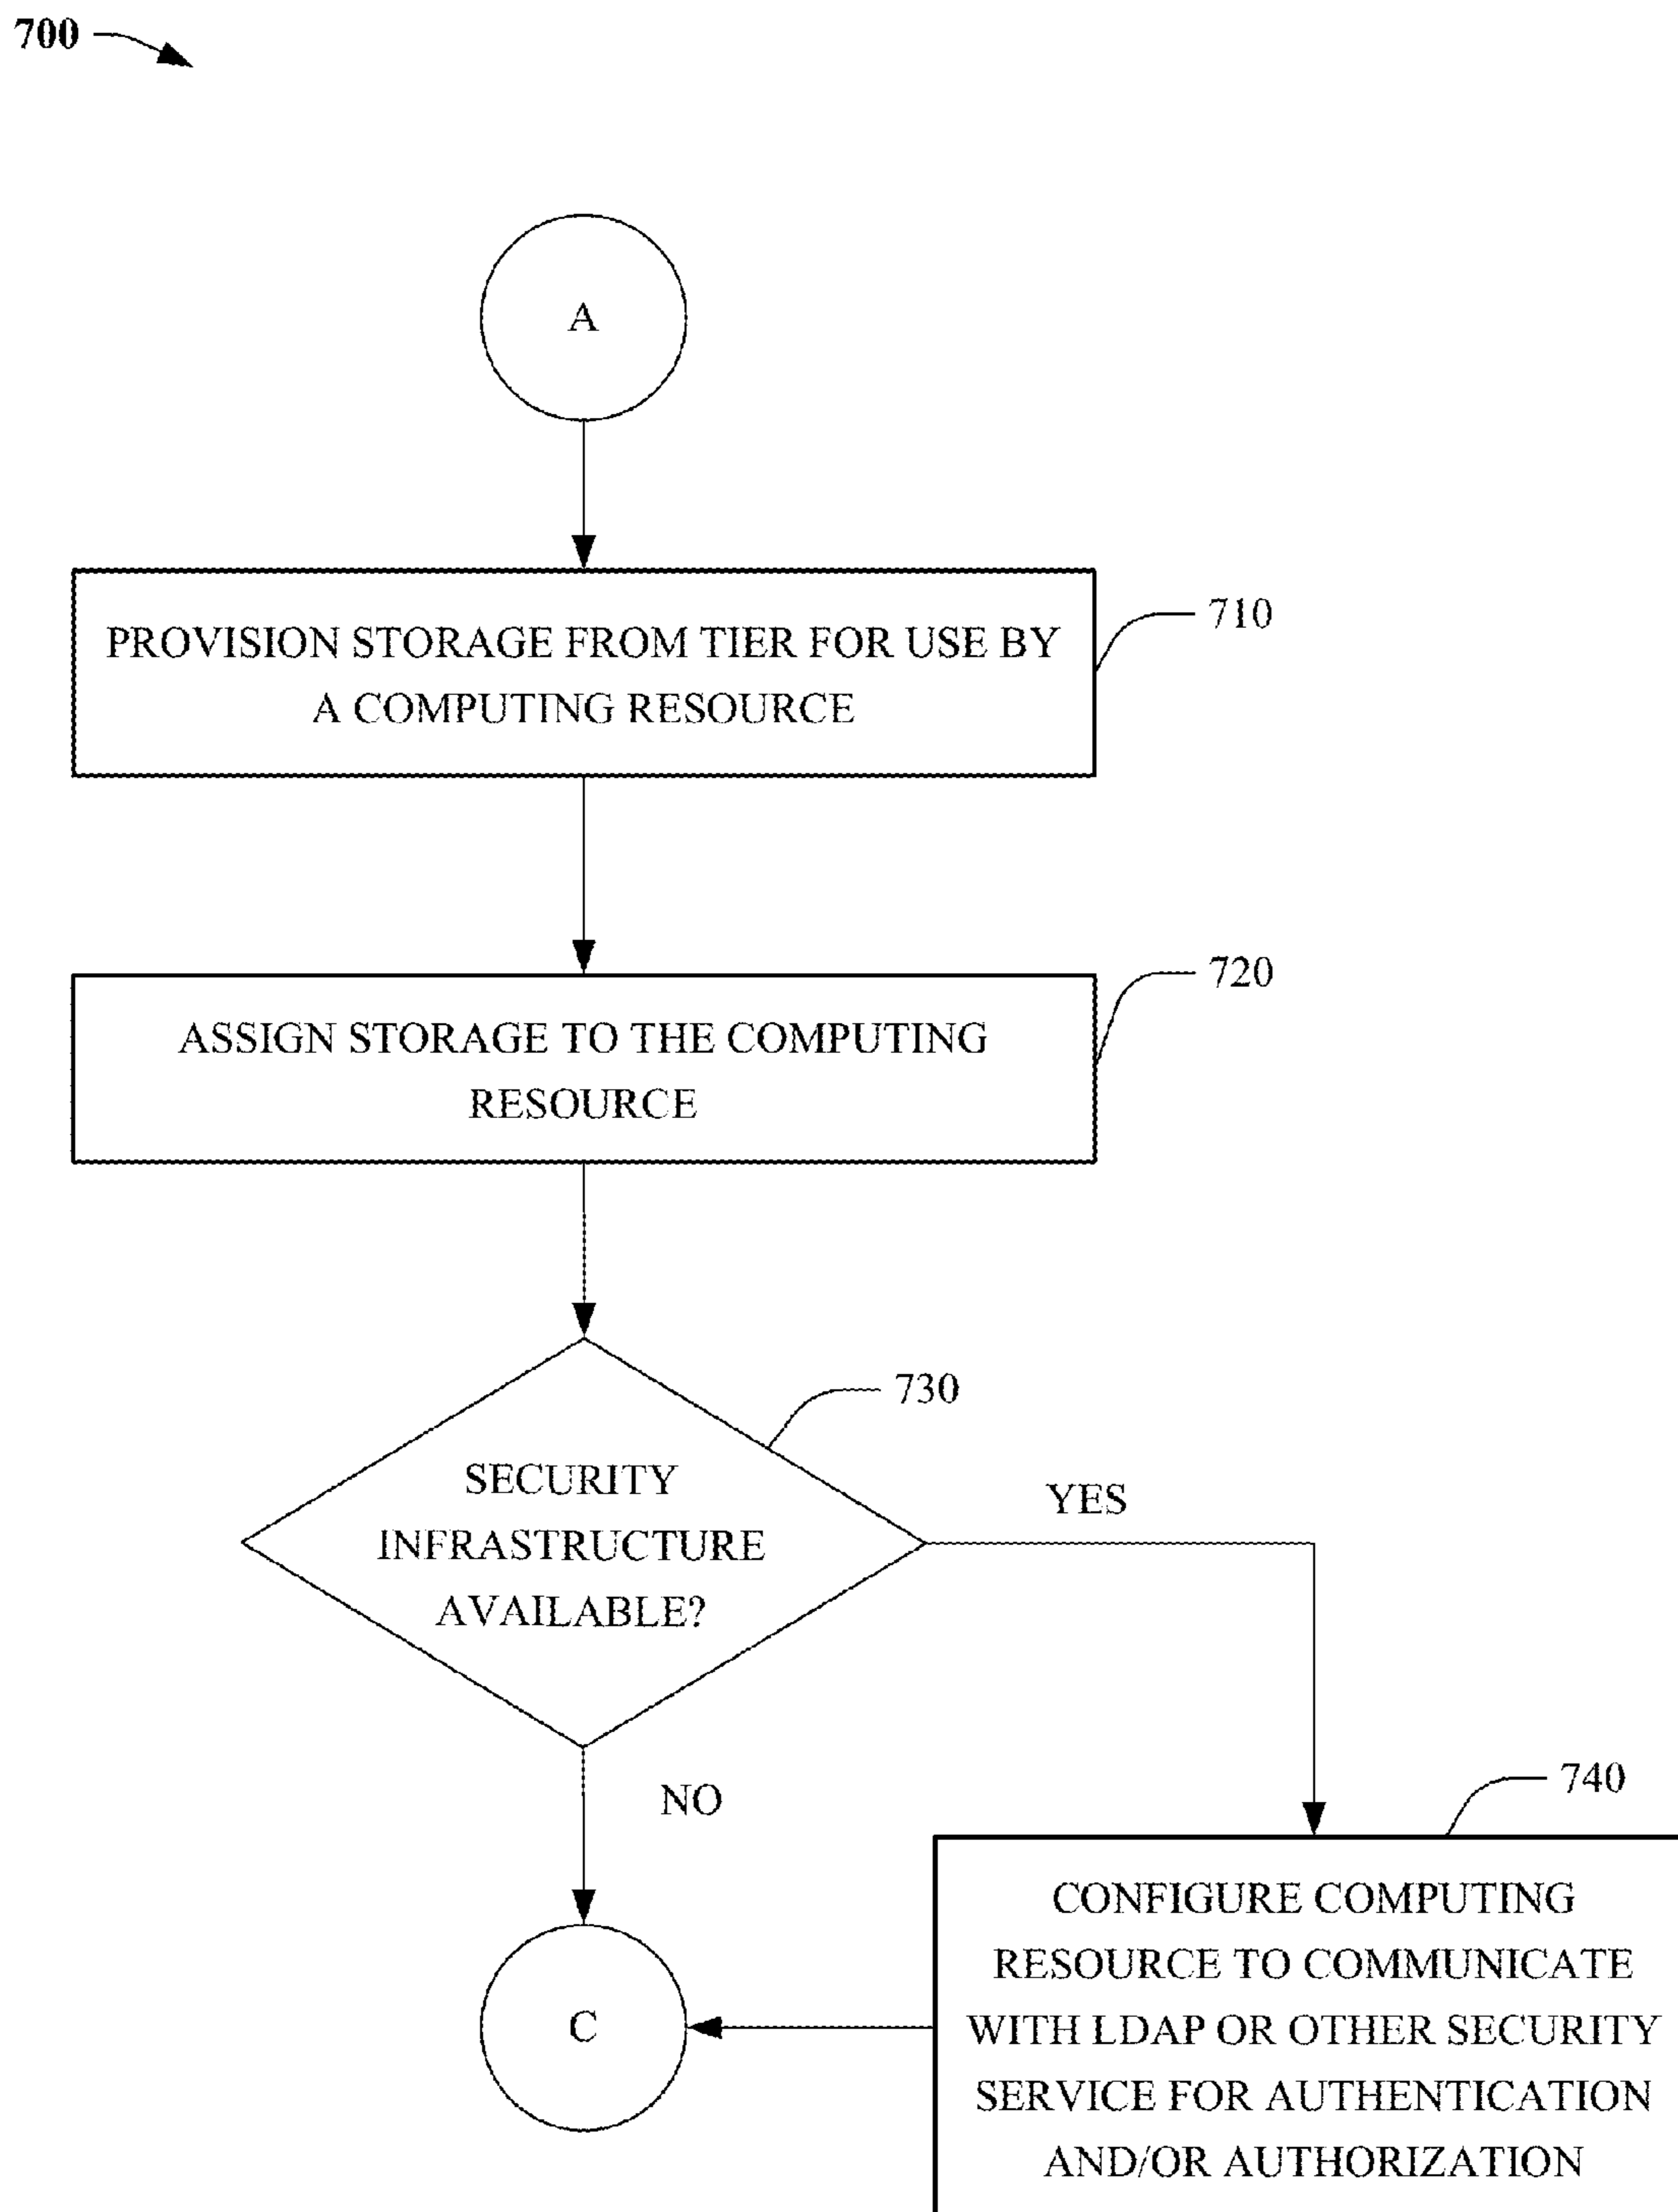 700
A
PROVISION STORAGE FROM TIER FOR USE BY
A COMPUTING RESOURCE
710
ASSIGN STORAGE TO THE COMPUTING
RESOURCE
720
SECURITY
INFRASTRUCTURE
AVAILABLE?
730
YES
NO
740
CONFIGURE COMPUTING
RESOURCE TO COMMUNICATE
WITH LDAP OR OTHER SECURITY
SERVICE FOR AUTHENTICATION
AND/OR AUTHORIZATION
C